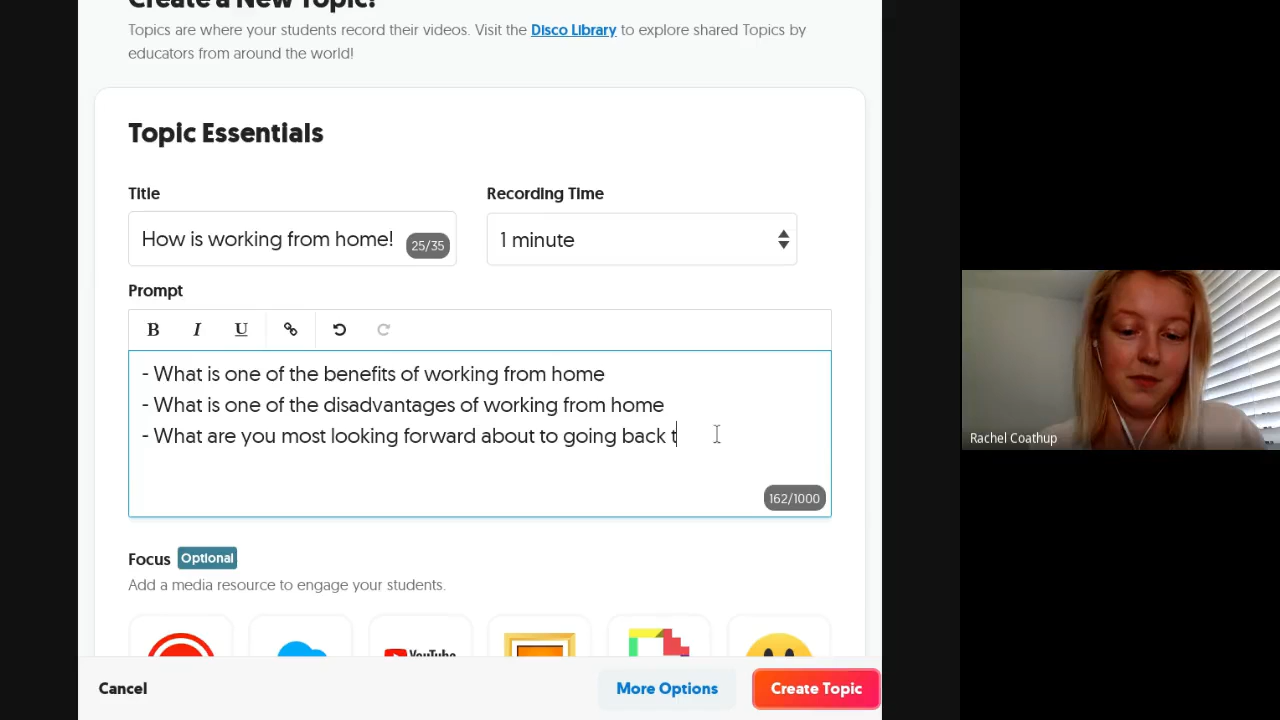 Create a New Topic!
Topics are where your students record their videos. Visit the Disco Library to explore shared Topics by
educators from around the world!
Topic Essentials
Title
Recording Time
How is working from home!
25/35
1 minute
Prompt
B I U
- What is one of the benefits of working from home
- What is one of the disadvantages of working from home
- What are you most looking forward about to going back t
162/1000
Focus Optional
Add a media resource to engage your students.
YouTube
Cancel
More Options
Create Topic
Rachel Coathup